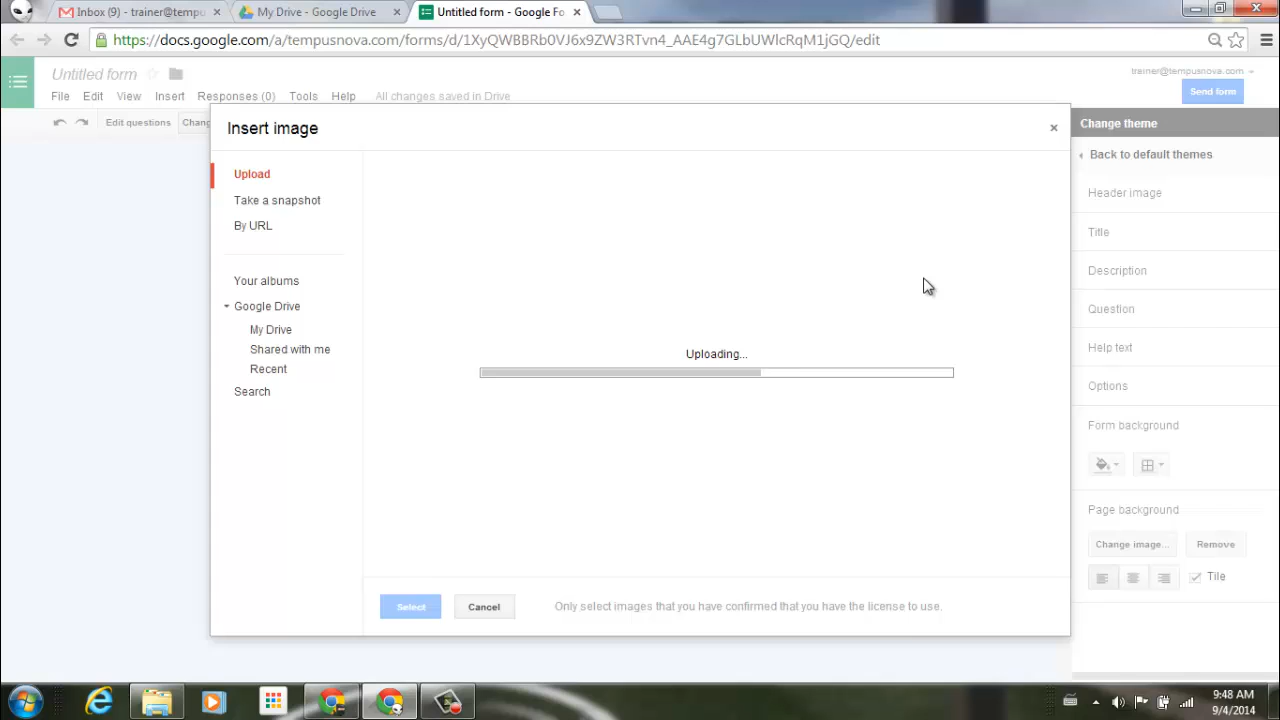 Inbox (9) - trainer@tempu
My Drive - Google Drive
Untitled form - Google Fo
https://docs.google.com/a/tempusnova.com/forms/d/1XyQWBBRb0VJ6x9ZW3RTvn4_AAE4g7GLbUWlcRqM1jGQ/edit
Untitled form
trainer@tempusnova.com
File Edit View Insert Responses (0) Tools Help All changes saved in Drive
Send form
Edit questions Chang
Insert image
Change theme
Back to default themes
Upload
Take a snapshot
By URL
Your albums
Google Drive
My Drive
Shared with me
Recent
Search
Uploading...
Select Cancel Only select images that you have confirmed that you have the license to use.
Header image
Title
Description
Question
Help text
Options
Form background
Page background
Change image... Remove
Tile
9:48 AM
9/4/2014